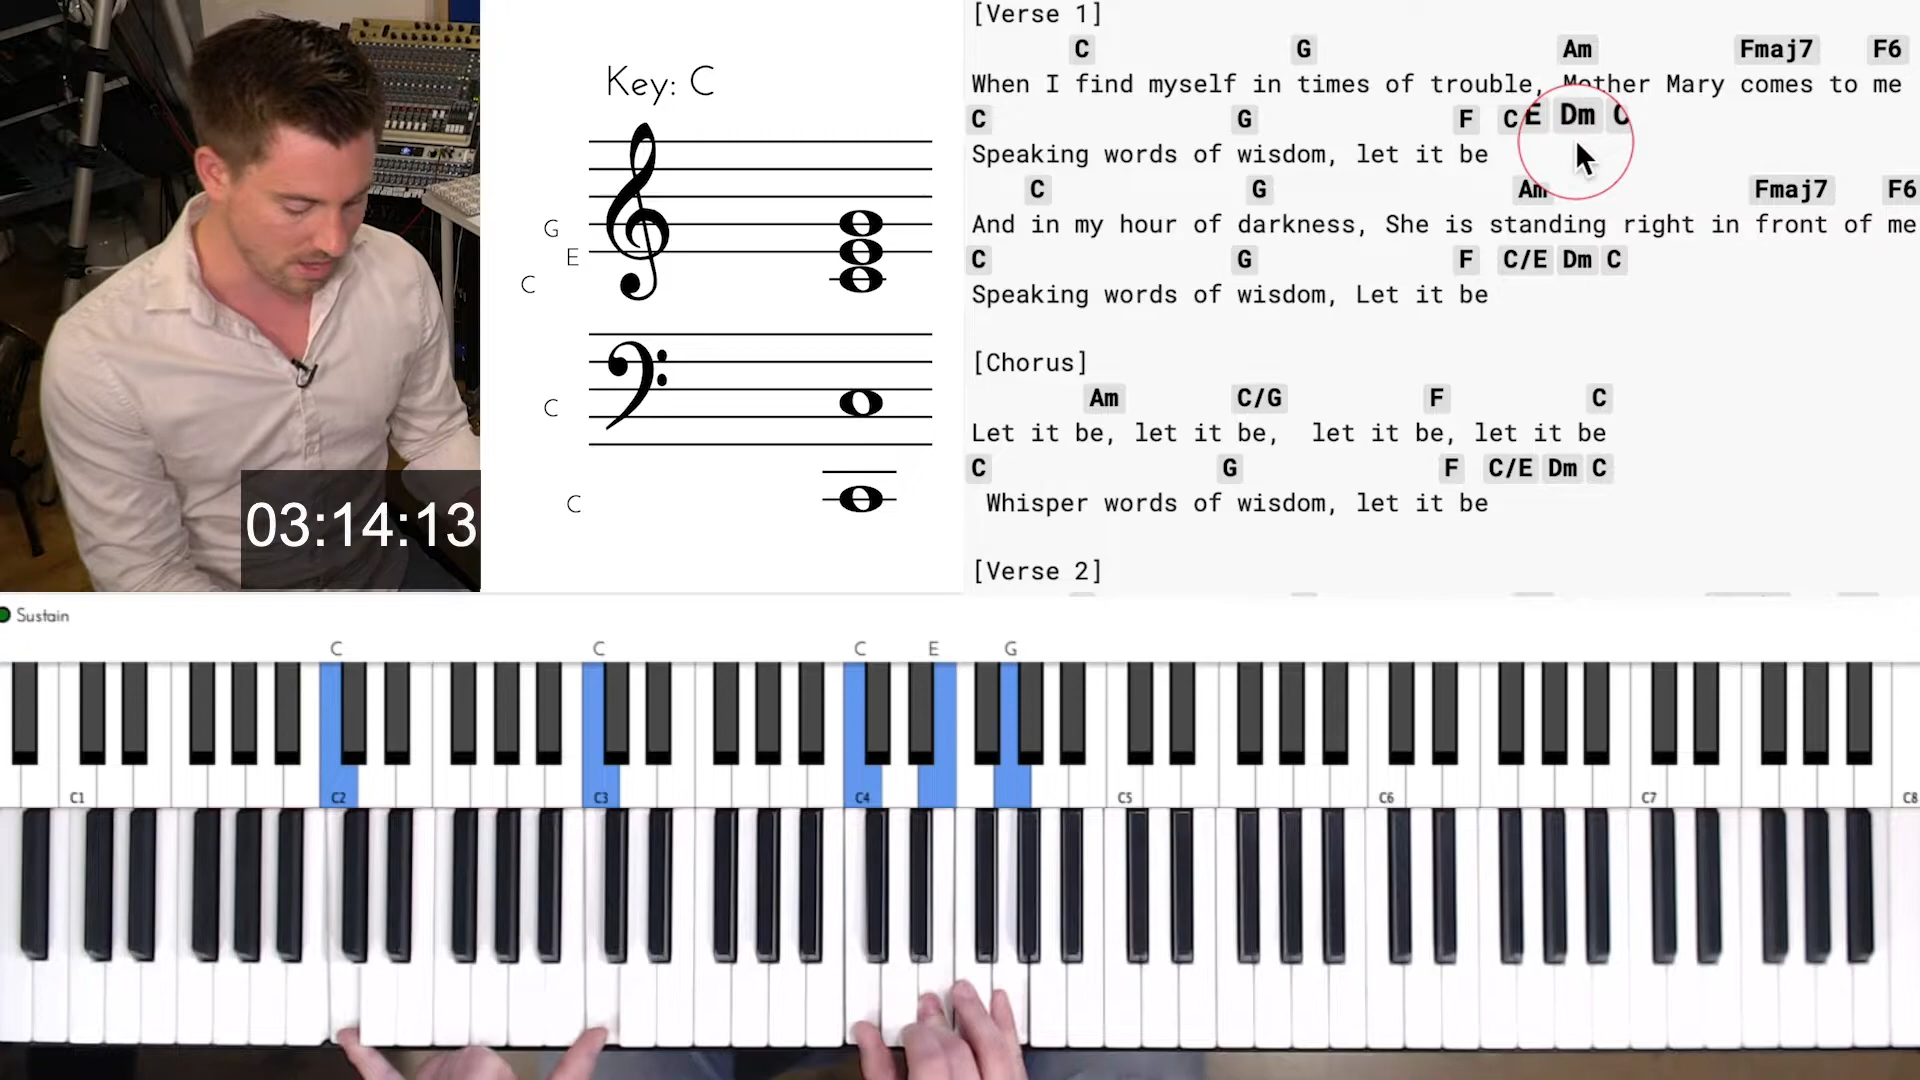 Key: C
G
E
C
C
C
03:14:13
[Verse 1]
C G Am Fmaj7 F6
When I find myself in times of trouble, Mother Mary comes to me
C G F C E Dm C
Speaking words of wisdom, let it be
C G Am Fmaj7 F6
And in my hour of darkness, She is standing right in front of me
C G F C/E Dm C
Speaking words of wisdom, Let it be
[Chorus]
Am C/G F C
Let it be, let it be, let it be, let it be
C G F C/E Dm C
Whisper words of wisdom, let it be
[Verse 2]
Sustain
C C C E G
C1 C2 C3 C4 C5 C6 C7 C8